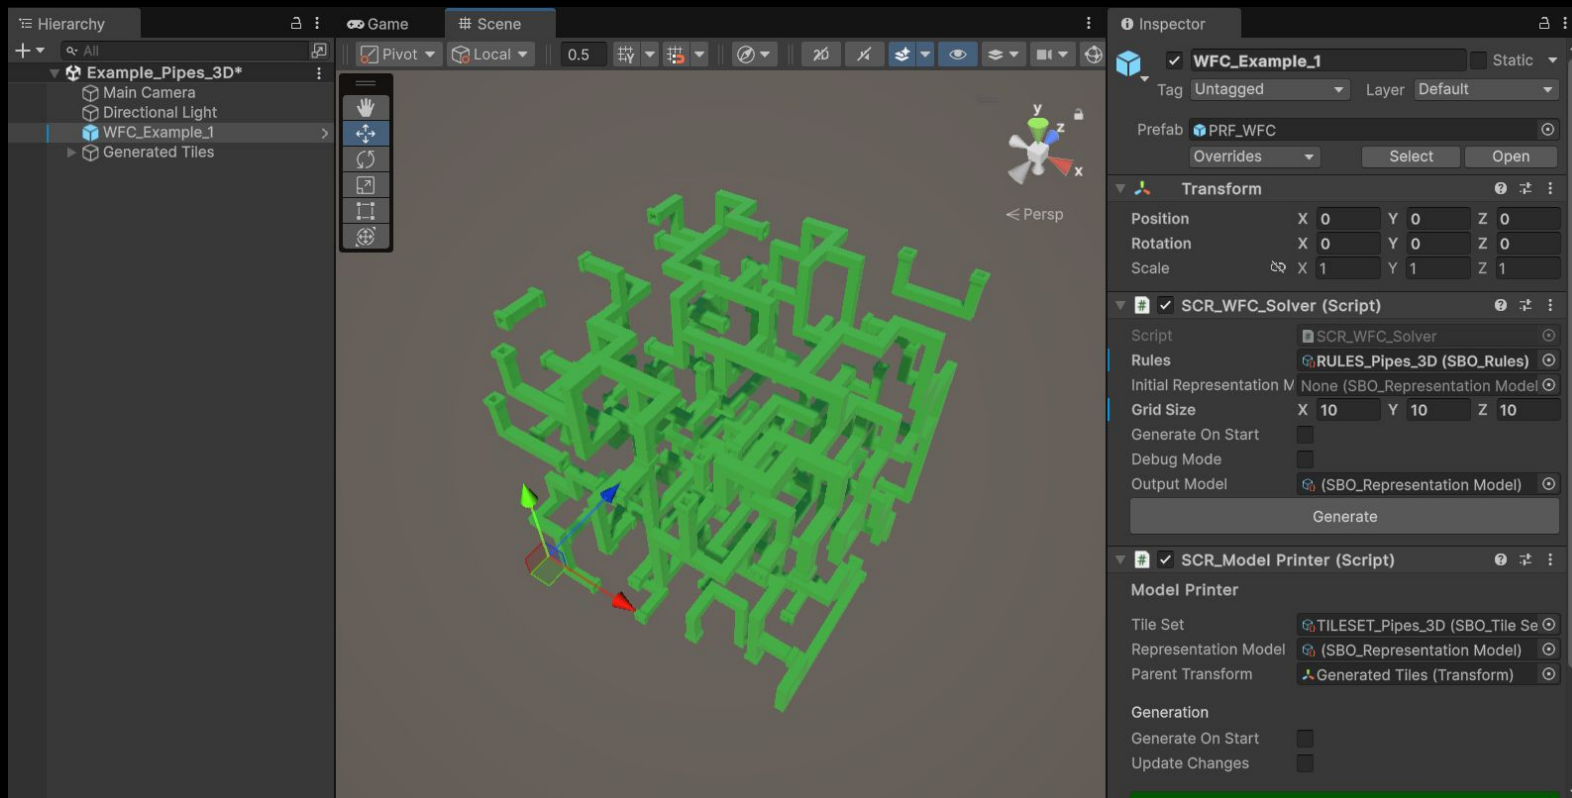 Hierarchy
All
Example_Pipes_3D*
Main Camera
Directional Light
WFC_Example_1
Generated Tiles
Game
Scene
Pivot
Local
0.5
y
z
x
Persp
Inspector
WFC_Example_1
Static
Tag Untagged
Layer Default
Prefab PRF_WFC
Overrides
Select
Open
Transform
Position X 0 Y 0 Z 0
Rotation X 0 Y 0 Z 0
Scale X 1 Y 1 Z 1
# SCR_WFC_Solver (Script)
Script SCR_WFC_Solver
Rules RULES_Pipes_3D (SBO_Rules)
Initial Representation M None (SBO_Representation Model
Grid Size X 10 Y 10 Z 10
Generate On Start
Debug Mode
Output Model (SBO_Representation Model)
Generate
# SCR_Model Printer (Script)
Model Printer
Tile Set TILESET_Pipes_3D (SBO_Tile Se
Representation Model (SBO_Representation Model)
Parent Transform Generated Tiles (Transform)
Generation
Generate On Start
Update Changes